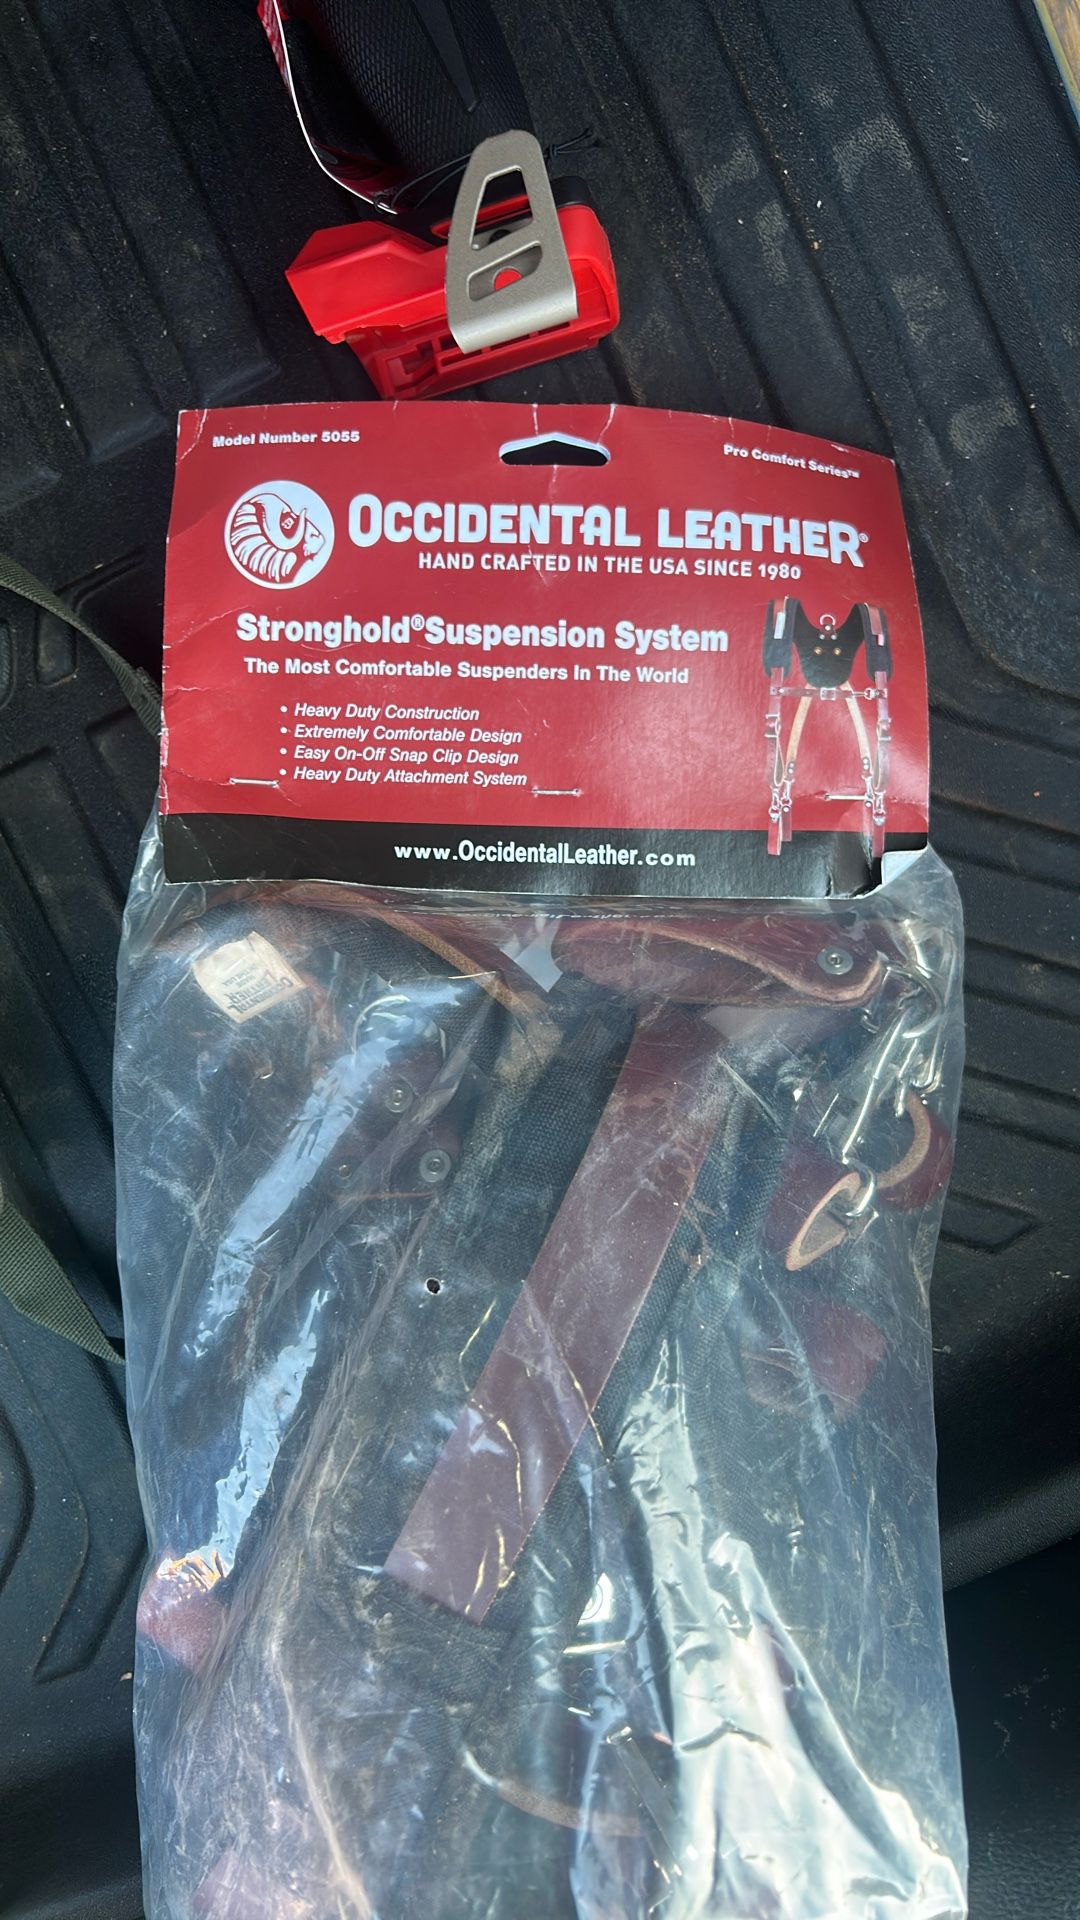 Model Number 5055
Pro Comfort Series™
OCCIDENTAL LEATHER®
HAND CRAFTED IN THE USA SINCE 1980
Stronghold®Suspension System
The Most Comfortable Suspenders In The World
• Heavy Duty Construction
• Extremely Comfortable Design
• Easy On-Off Snap Clip Design
• Heavy Duty Attachment System
www.OccidentalLeather.com
OCCIDENTAL
LEATHER